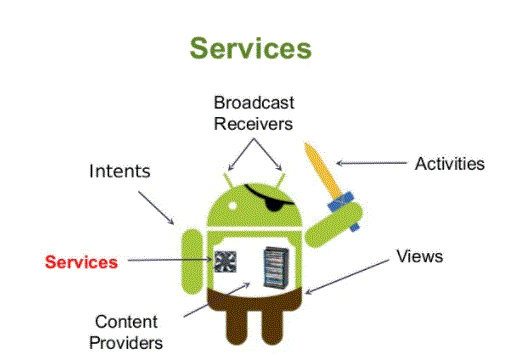 Services
Broadcast
Receivers
Intents
Activities
Services
Views
Content
Providers